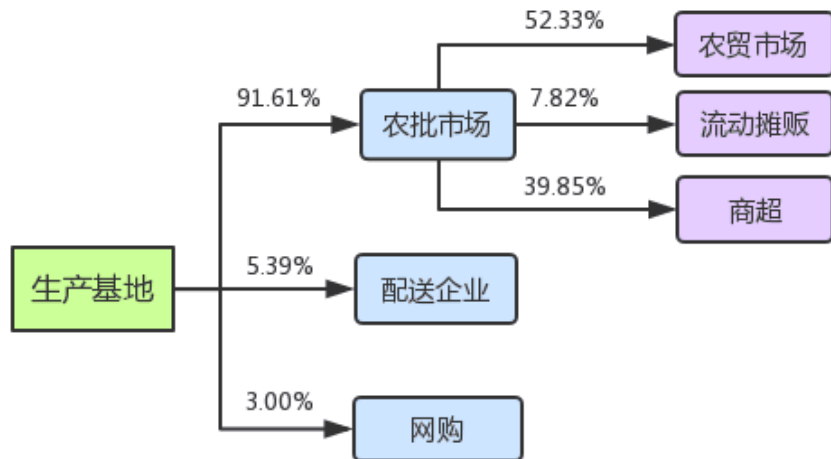 52.33%
农贸市场
91.61%
农批市场
7.82%
流动摊贩
39.85%
商超
生产基地
5.39%
配送企业
3.00%
网购